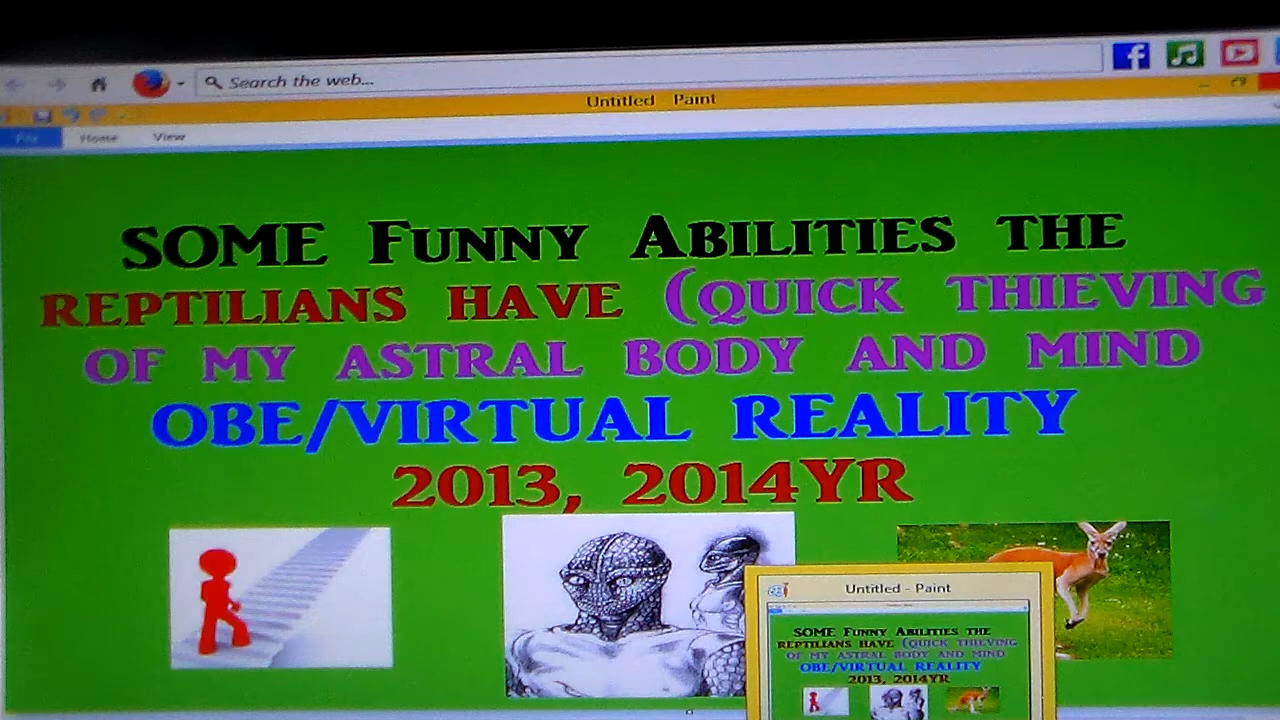 Search the web...
Untitled Paint
File Home View
SOME FUNNY ABILITIES THE
REPTILIANS HAVE (QUICK THIEVING
OF MY ASTRAL BODY AND MIND
OBE/VIRTUAL REALITY
2013, 2014YR
Untitled - Paint
SOME FUNNY ABILITIES THE
REPTILIANS HAVE (QUICK THIEVING
OF MY ASTRAL BODY AND MIND
OBE/VIRTUAL REALITY
2013, 2014YR